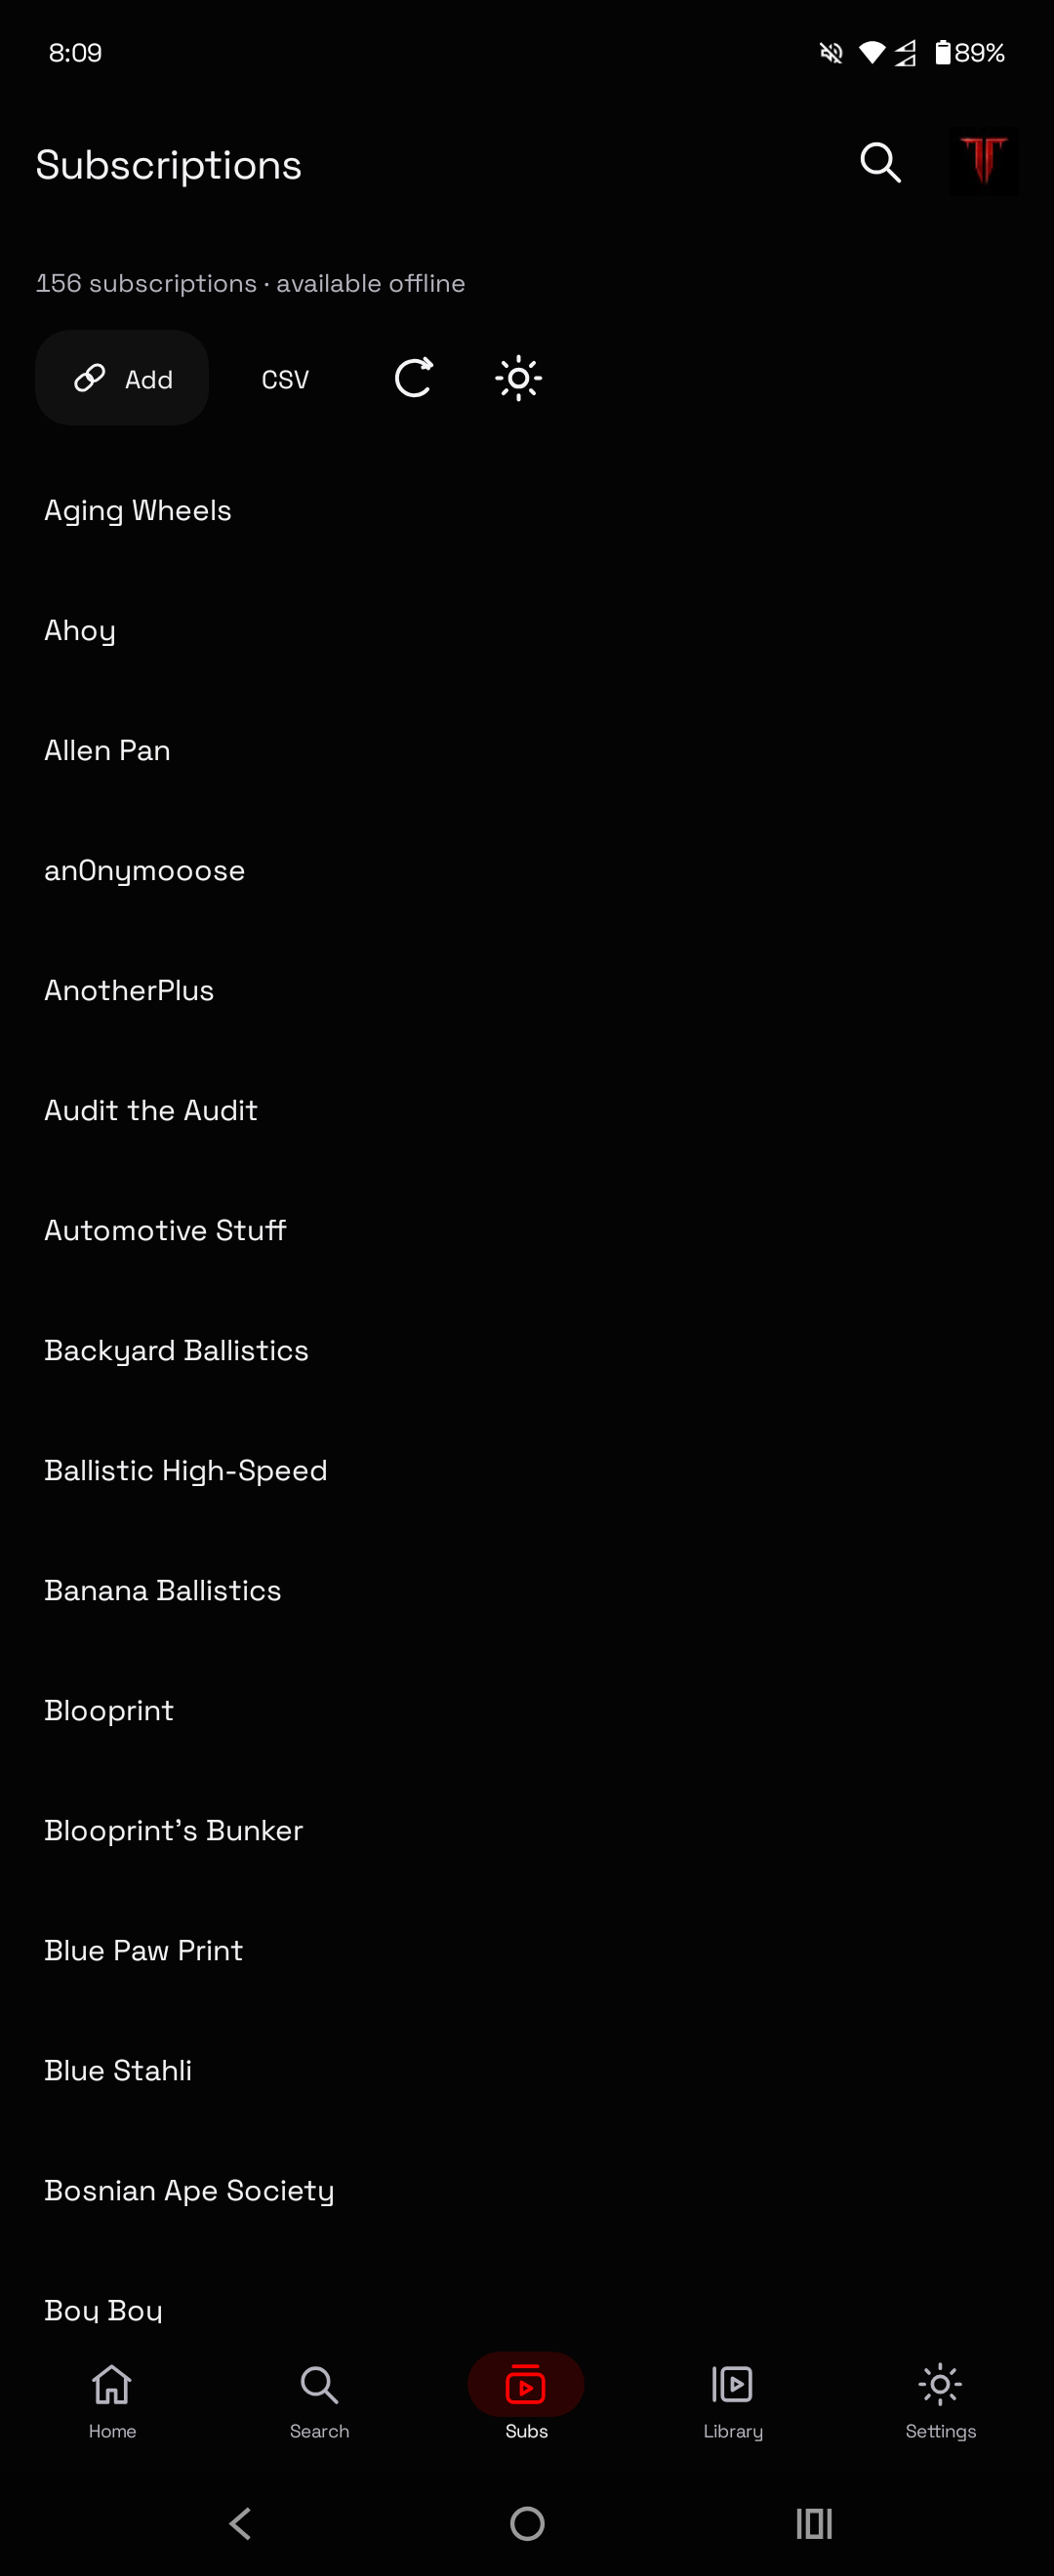 8:09
89%
Subscriptions
156 subscriptions · available offline
Add
CSV
Aging Wheels
Ahoy
Allen Pan
an0nymooose
AnotherPlus
Audit the Audit
Automotive Stuff
Backyard Ballistics
Ballistic High-Speed
Banana Ballistics
Blooprint
Blooprint's Bunker
Blue Paw Print
Blue Stahli
Bosnian Ape Society
Boy Boy
Home
Search
Subs
Library
Settings